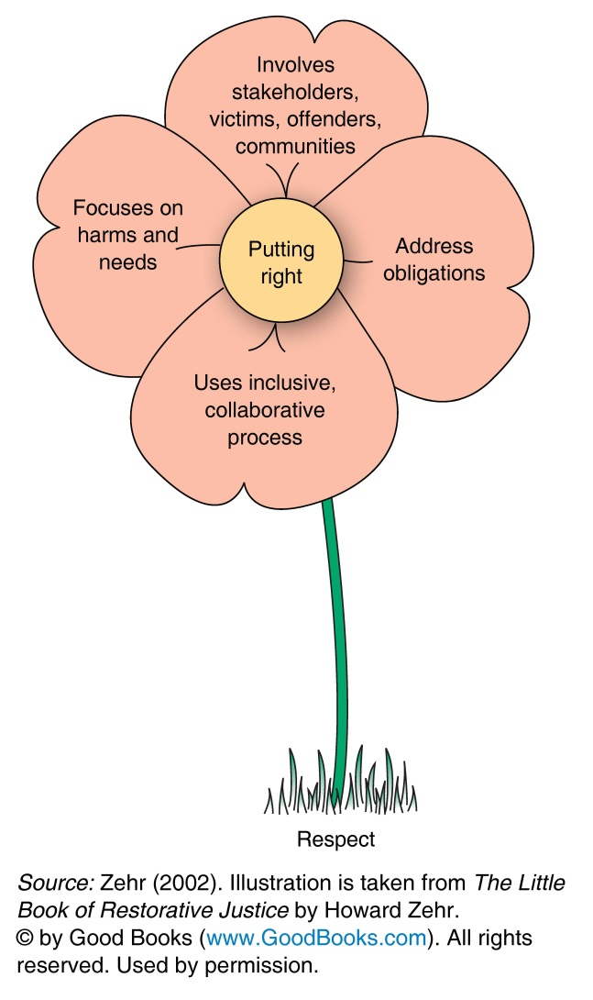 Involves
stakeholders,
victims, offenders,
communities
Focuses on
harms and
needs
Putting
right
Address
obligations
Uses inclusive,
collaborative
process
Respect
Source: Zehr (2002). Illustration is taken from The Little
Book of Restorative Justice by Howard Zehr.
© by Good Books (www.GoodBooks.com). All rights
reserved. Used by permission.